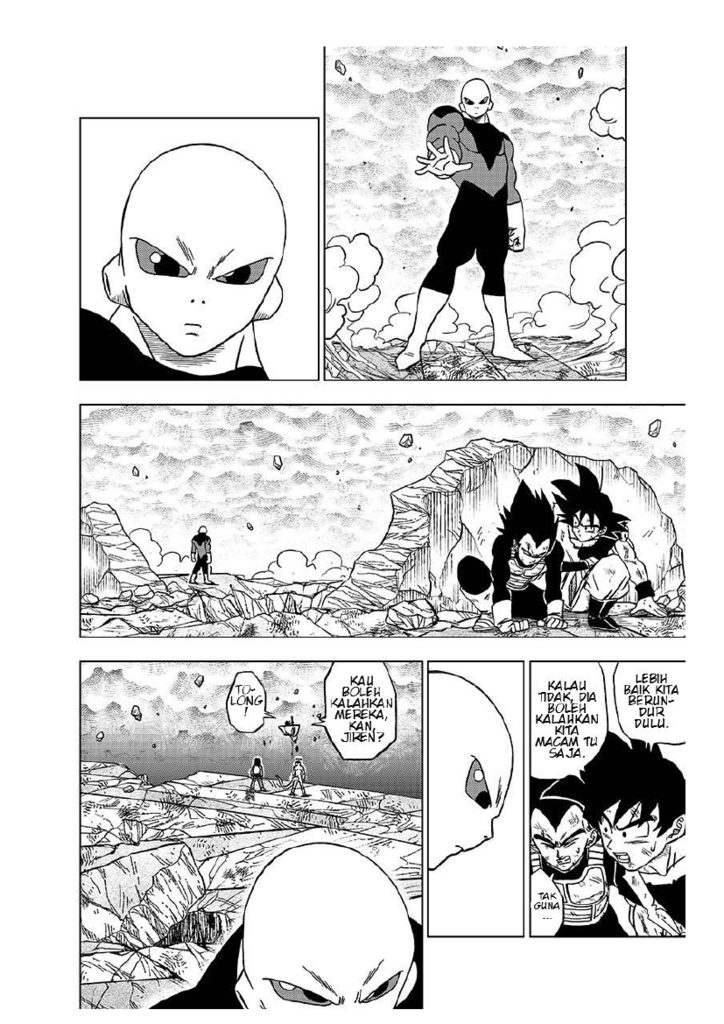 LEBIH
BAIK KITA
BERUN-
DUR
DULU.
KALAU
TIDAK, DIA
BOLEH
KALAHKAN
KITA
MACAM TU
SAJA.
TAK
GUNA
...
KAU
BOLEH
KALAHKAN
MEREKA,
KAN,
JIREN?
TO-
LONG
!